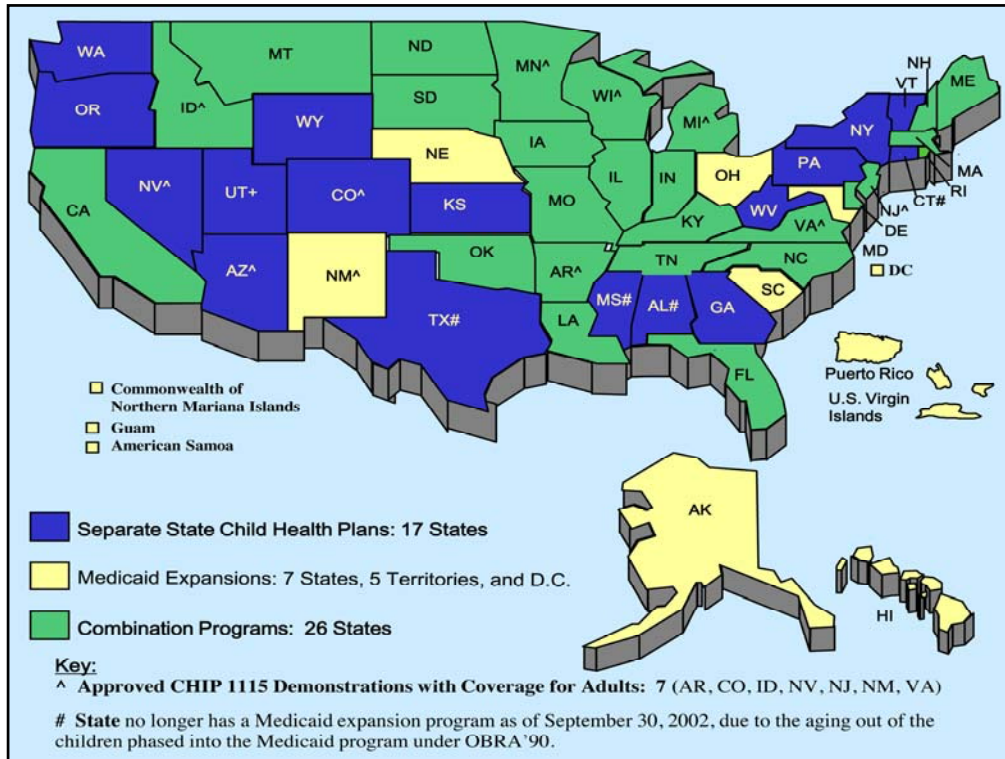 WA
MT
ND
MN^
OR
ID^
SD
WI^
MI^
NH
VT
ME
WY
NY
NE
IA
PA
MA
RI
CT#
NV^
UT+
CO^
KS
MO
IL
IN
OH
WV
NJ^
DE
CA
KY
VA^
MD
DC
AZ^
NM^
OK
AR^
TN
NC
SC
TX#
LA
MS#
AL#
GA
FL
Puerto Rico
U.S. Virgin
Islands
Commonwealth of
Northern Mariana Islands
Guam
American Samoa
AK
HI
Separate State Child Health Plans: 17 States
Medicaid Expansions: 7 States, 5 Territories, and D.C.
Combination Programs: 26 States
Key:
^ Approved CHIP 1115 Demonstrations with Coverage for Adults: 7 (AR, CO, ID, NV, NJ, NM, VA)
# State no longer has a Medicaid expansion program as of September 30, 2002, due to the aging out of the
children phased into the Medicaid program under OBRA'90.